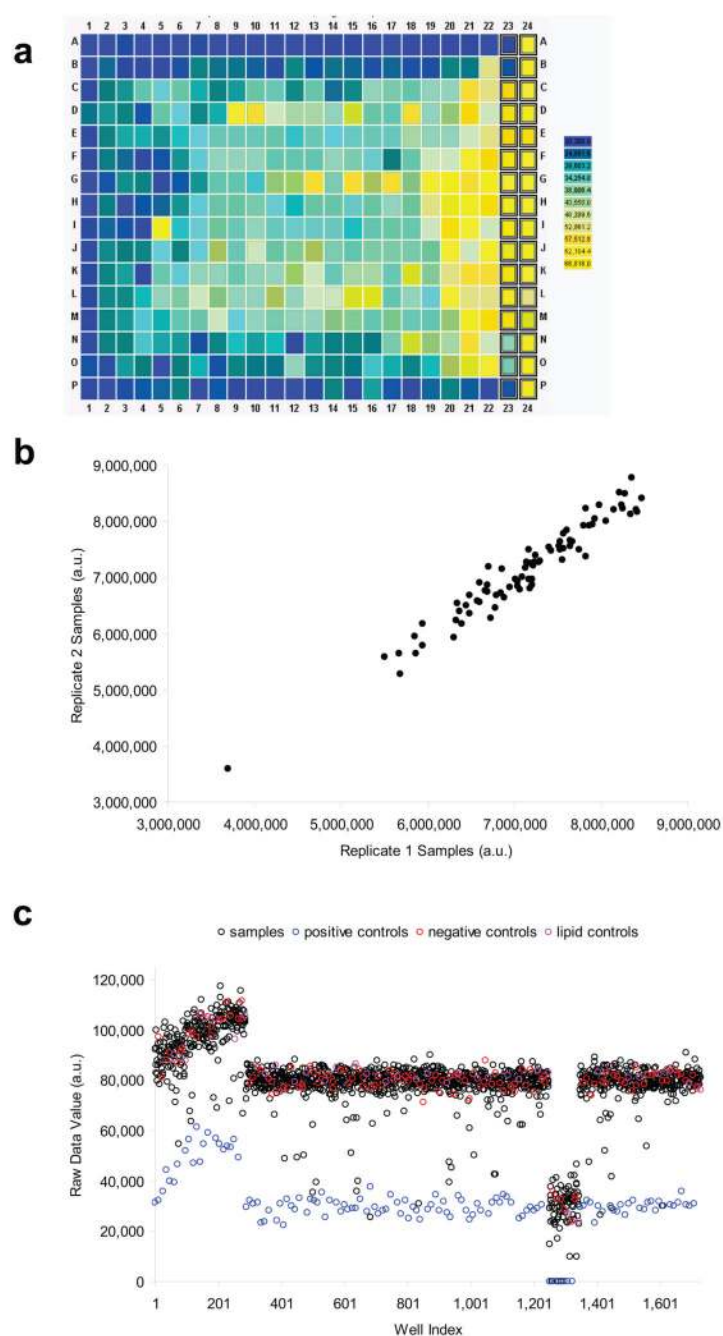 1 2 3 4 5 6 7 8 9 10 11 12 13 14 15 16 17 18 19 20 21 22 23 24
a
A A
B B
C C
D D
E E
F F
G G
H H
I I
J J
K K
L L
M M
N N
O O
P P
1 2 3 4 5 6 7 8 9 10 11 12 13 14 15 16 17 18 19 20 21 22 23 24
b
9,000,000
8,000,000
7,000,000
6,000,000
5,000,000
4,000,000
3,000,000
Replicate 2 Samples (a.u.)
3,000,000 4,000,000 5,000,000 6,000,000 7,000,000 8,000,000 9,000,000
Replicate 1 Samples (a.u.)
c
samples positive controls negative controls lipid controls
120,000
100,000
80,000
60,000
40,000
20,000
0
Raw Data Value (a.u.)
1 201 401 601 801 1,001 1,201 1,401 1,601
Well Index